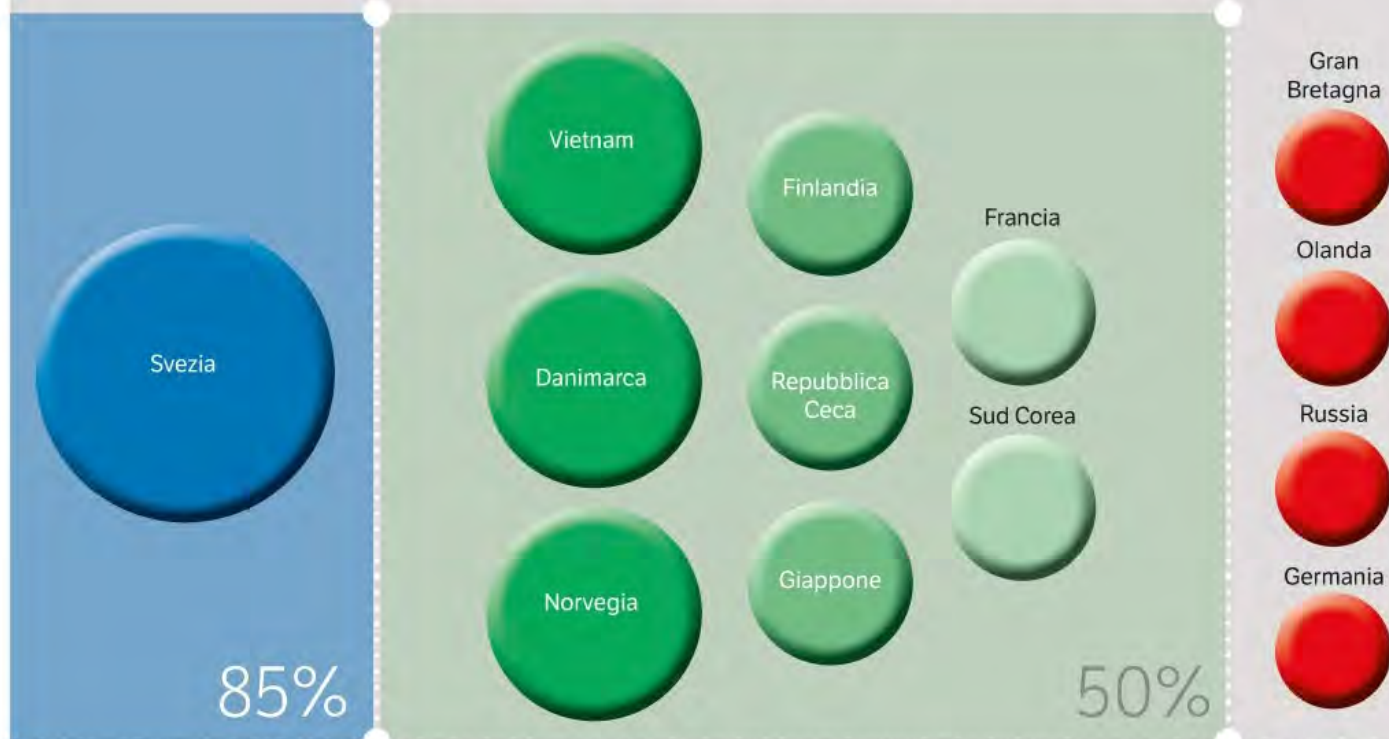 Svezia
85%
Vietnam
Danimarca
Norvegia
Finlandia
Repubblica
Ceca
Giappone
Francia
Sud Corea
50%
Gran
Bretagna
Olanda
Russia
Germania